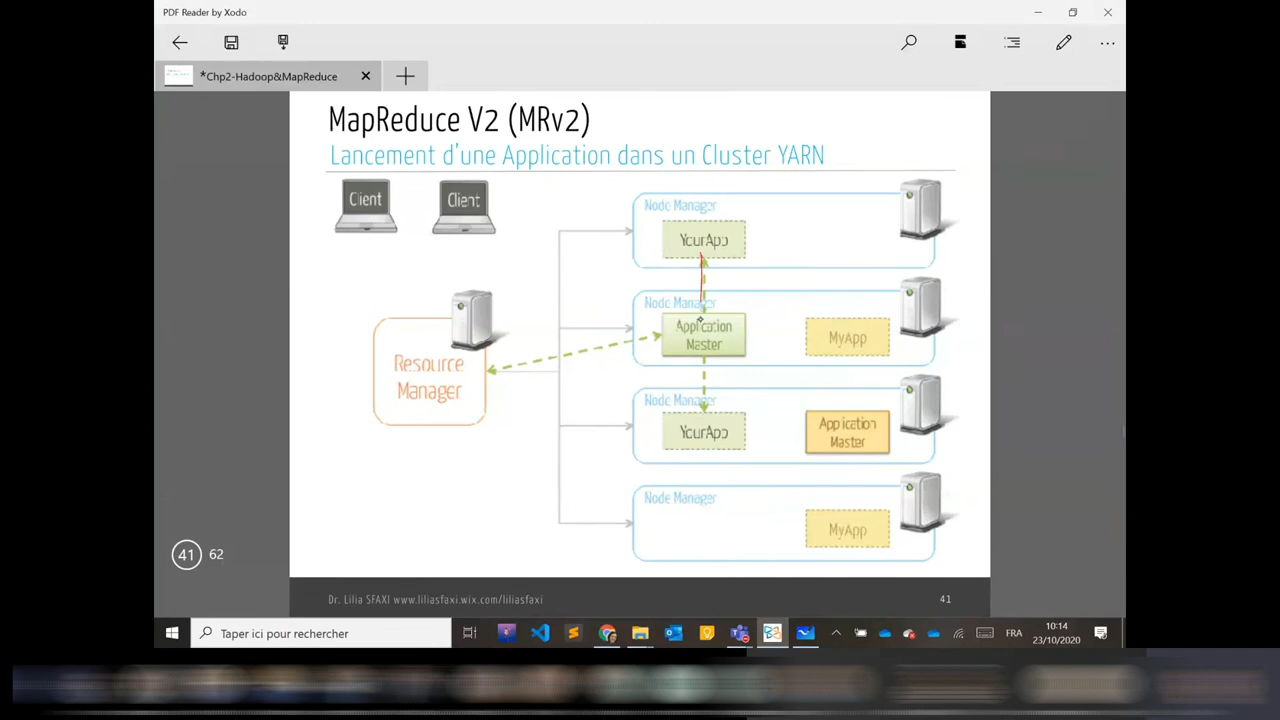 PDF Reader by Xodo
*Chp2-Hadoop&MapReduce
MapReduce V2 (MRv2)
Lancement d'une Application dans un Cluster YARN
Client
Client
Node Manager
YourApp
Node Manager
Application
Master
MyApp
Resource
Manager
Node Manager
YourApp
Application
Master
Node Manager
MyApp
41
62
Dr. Lilia SFAXI www.liliasfaxi.wix.com/liliasfaxi
41
Taper ici pour rechercher
FRA
10:14
23/10/2020